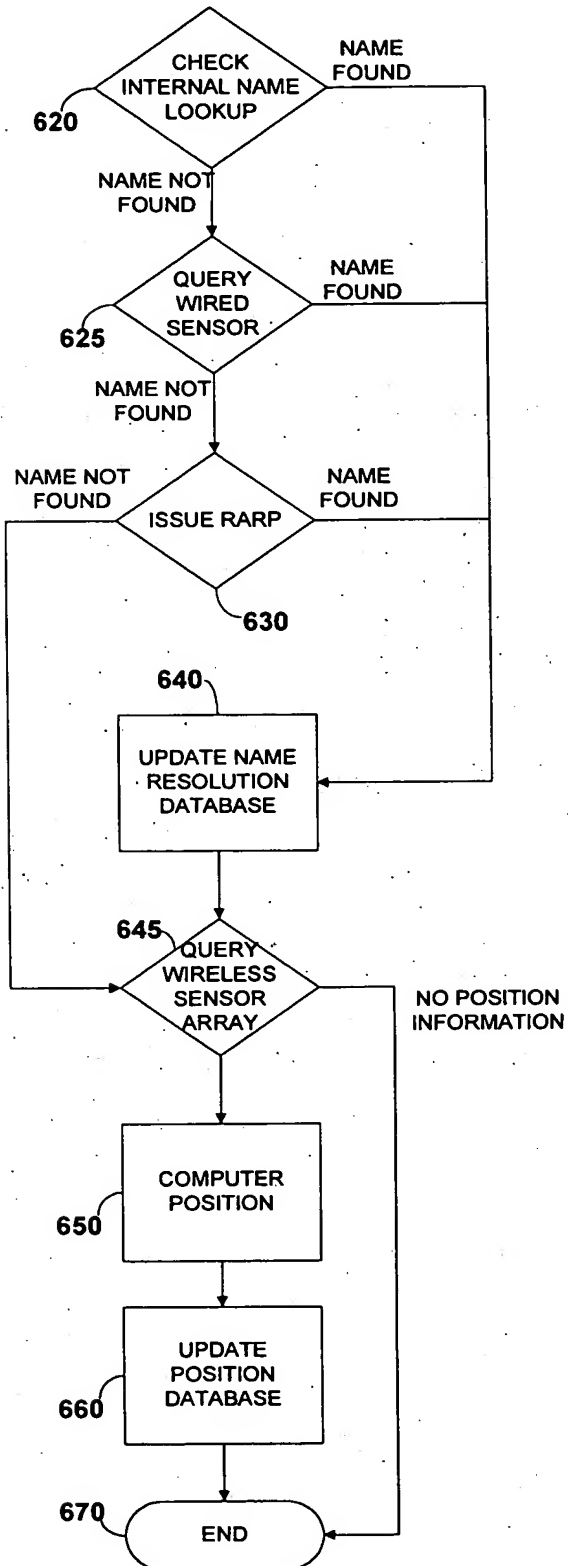 CHECK
INTERNAL NAME
LOOKUP
NAME
FOUND
620
NAME NOT
FOUND
QUERY
WIRED
SENSOR
NAME
FOUND
625
NAME NOT
FOUND
NAME NOT
FOUND
ISSUE RARP
NAME
FOUND
630
640
UPDATE NAME
RESOLUTION
DATABASE
645
QUERY
WIRELESS
SENSOR
ARRAY
NO POSITION
INFORMATION
COMPUTER
POSITION
650
UPDATE
POSITION
DATABASE
660
670
END